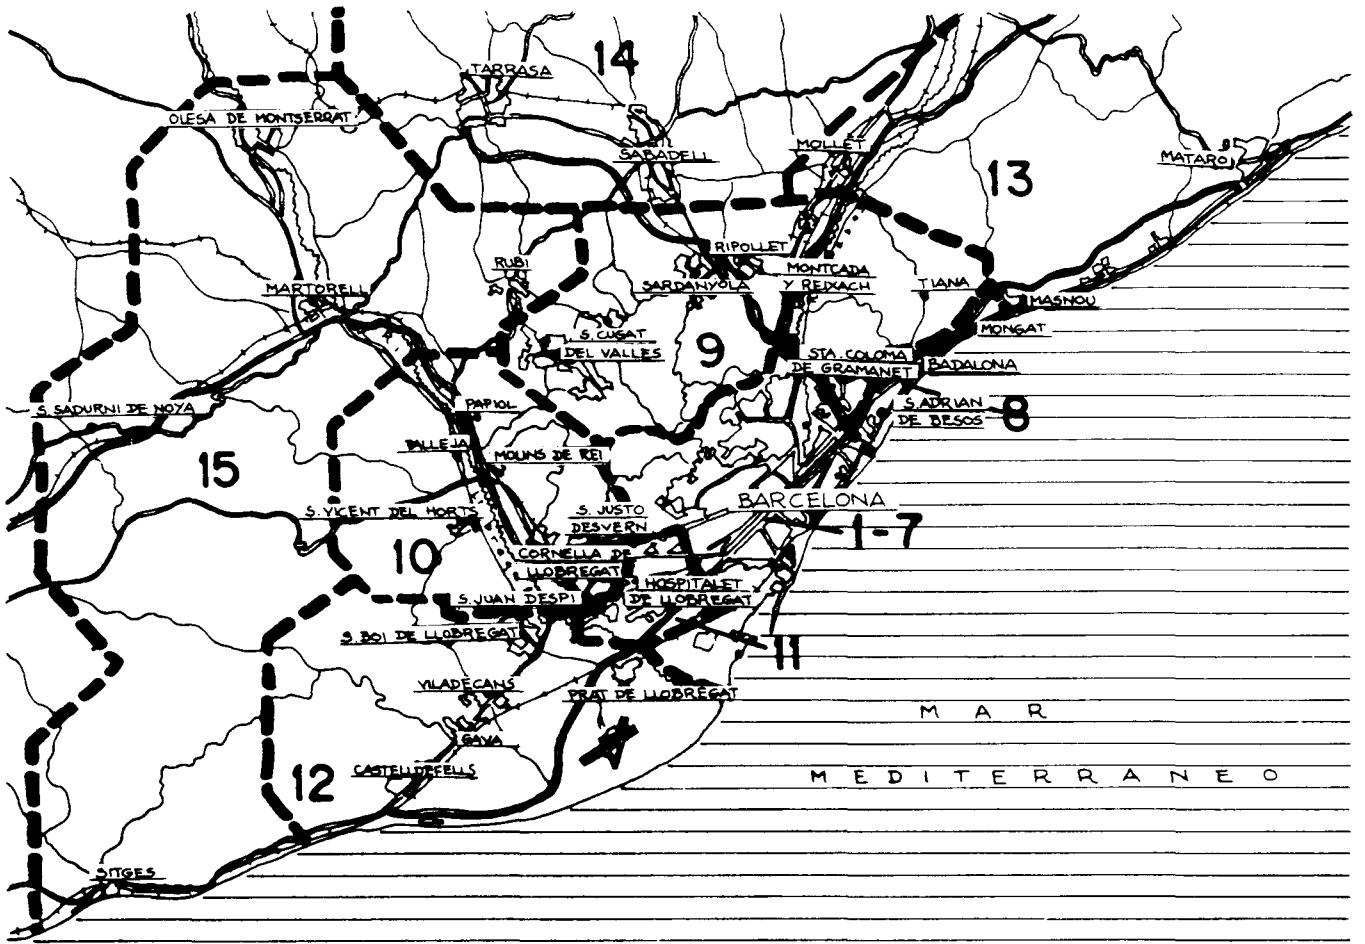 14
TARRASA
OLESA DE MONTSERRAT
SABADELL
MOLLET
MATARO
13
RIPOLLET
RUBI
MARTORELL
SARDANYOLA
MONTCADA
Y REIXACH
TIANA
MASNOU
MONGAT
S. CUGAT
DEL VALLES
9
STA. COLOMA
DE GRAMANET
BADALONA
S. SADURNI DE NOYA
PAPIOL
S. ADRIAN
DE BESOS
8
PALLEJA
MOLINS DE REI
15
BARCELONA
S. VICENT DEL HORTS
S. JUSTO
DESVERN
1-7
10
CORNELLA DE
LLOBREGAT
HOSPITALET
DE LLOBREGAT
S. JUAN DESPI
S. BOI DE LLOBREGAT
11
VILADECANS
PRAT DE LLOBREGAT
MAR
GAVA
CASTELLDEFELLS
MEDITERRANEO
12
SITGES